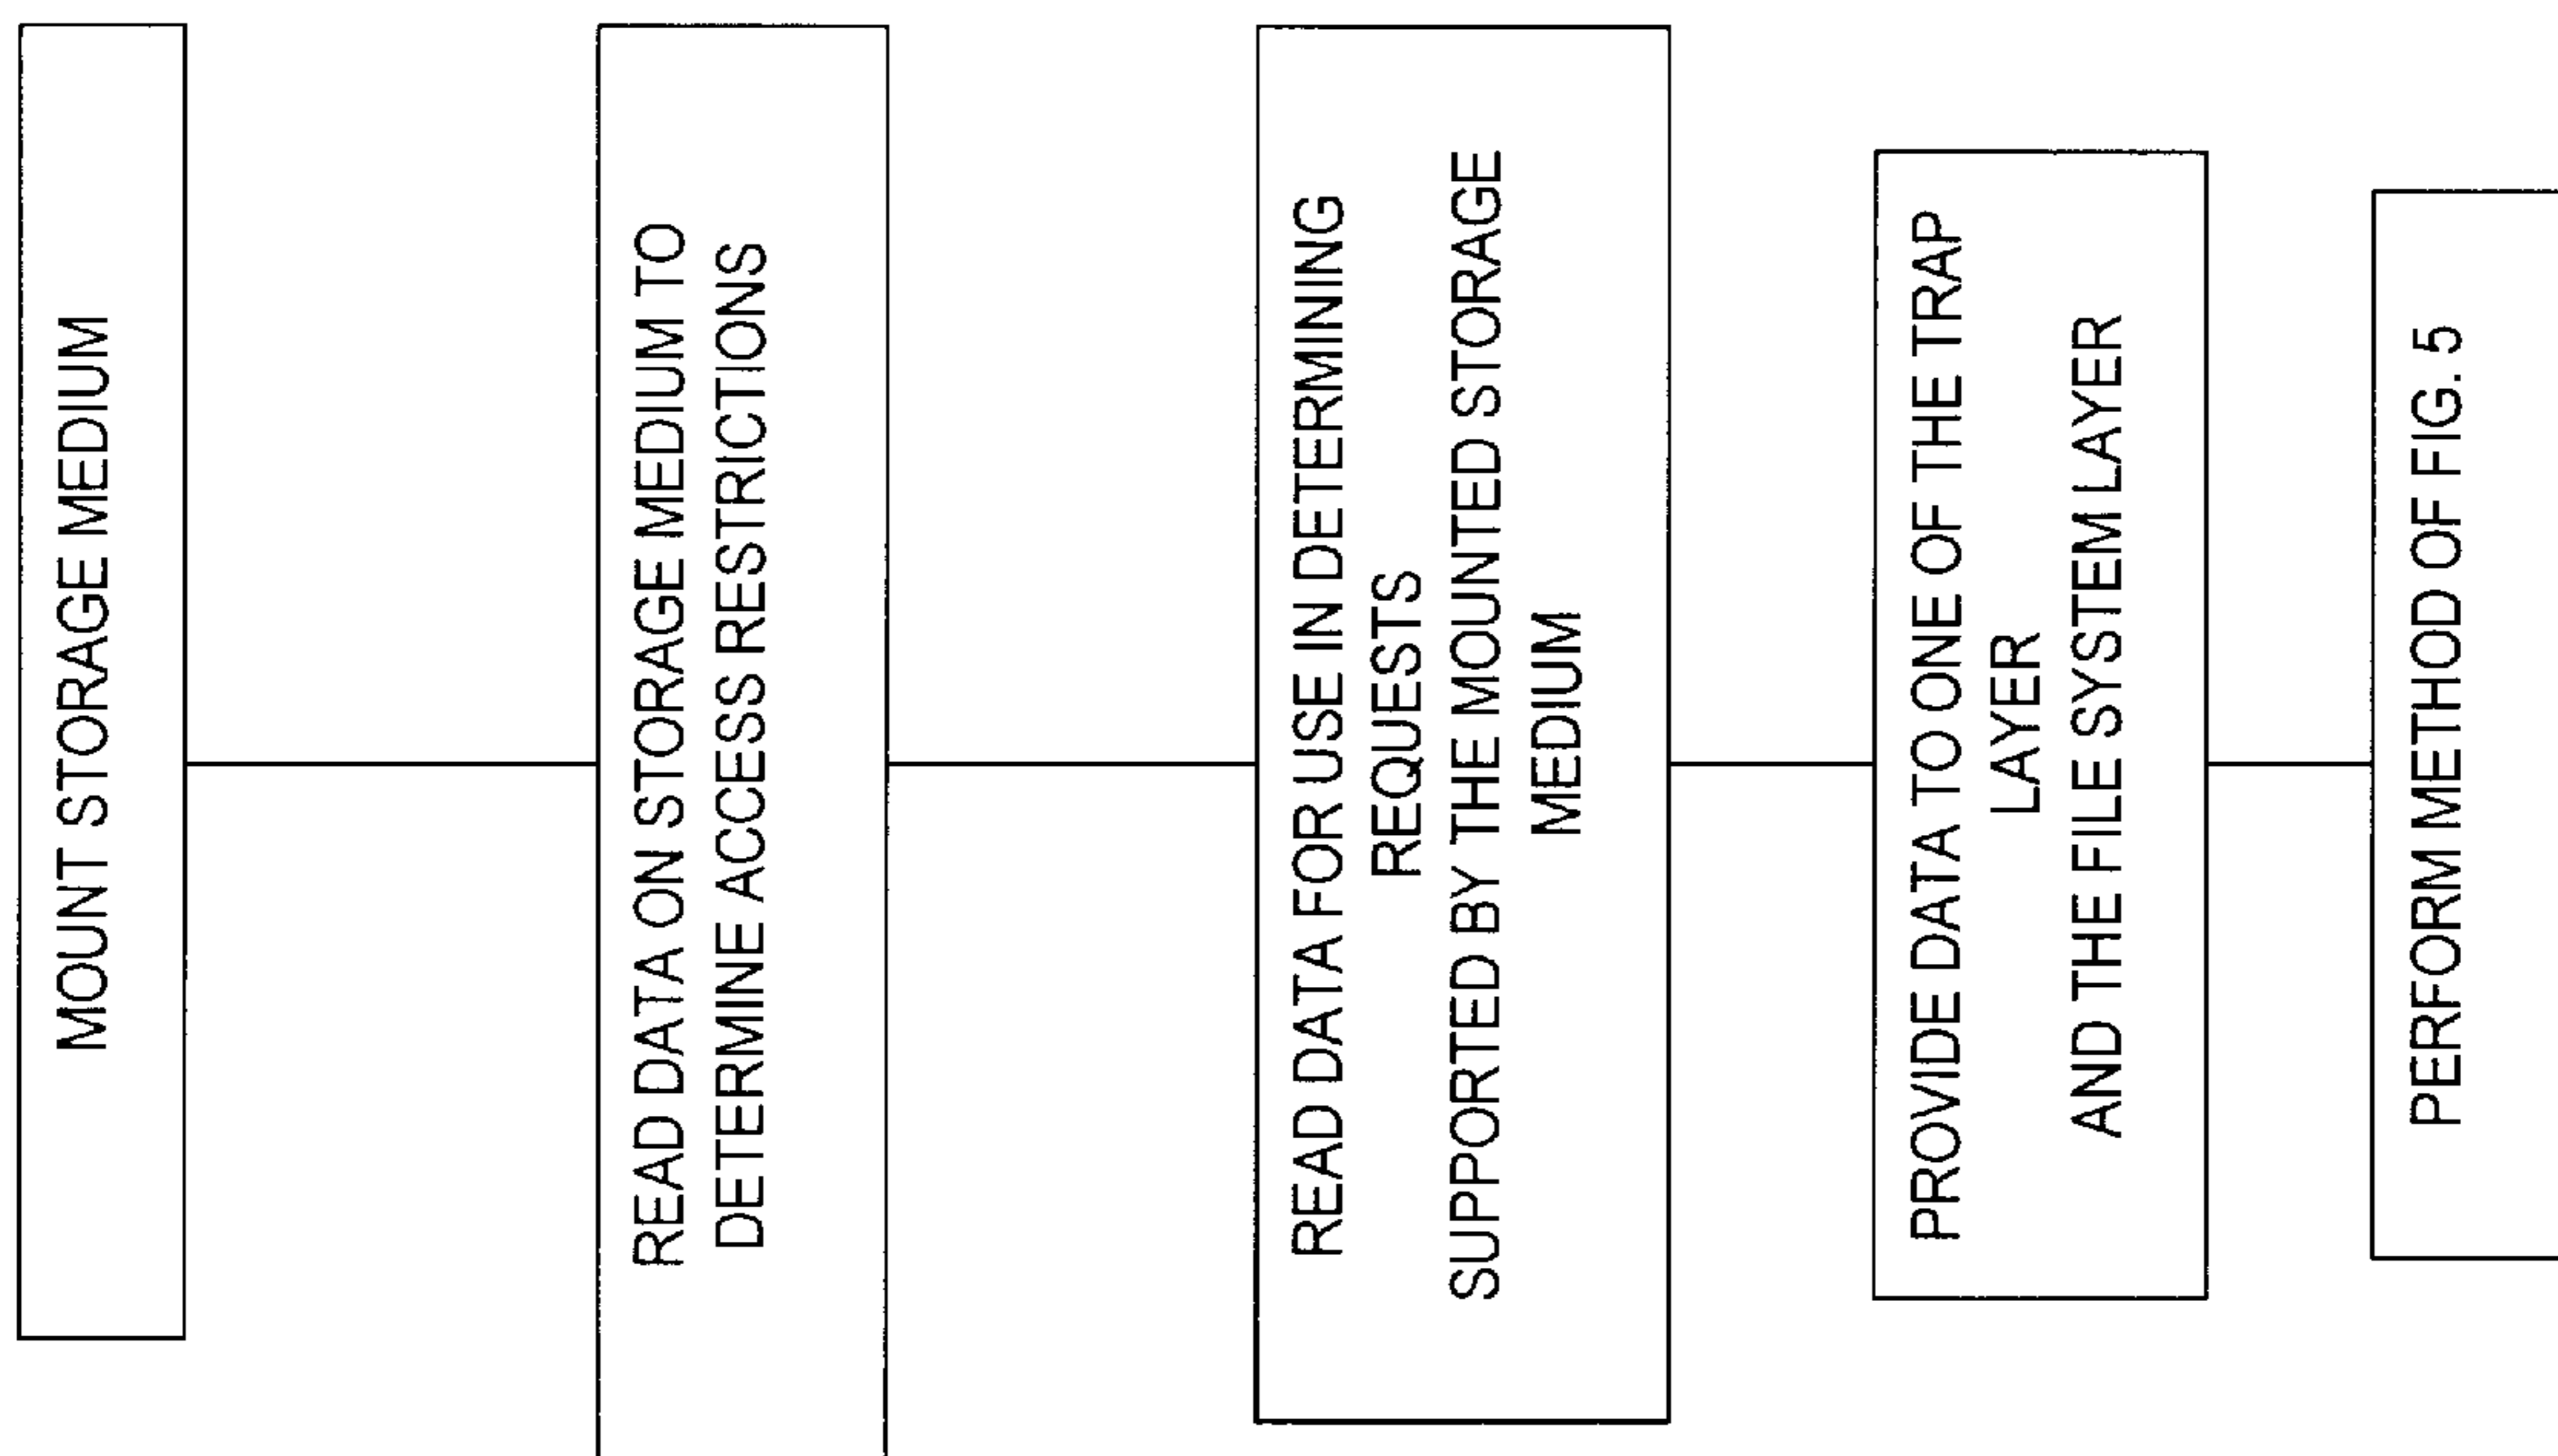 MOUNT STORAGE MEDIUM
READ DATA ON STORAGE MEDIUM TO
DETERMINE ACCESS RESTRICTIONS
READ DATA FOR USE IN DETERMINING
REQUESTS
SUPPORTED BY THE MOUNTED STORAGE
MEDIUM
PROVIDE DATA TO ONE OF THE TRAP
LAYER
AND THE FILE SYSTEM LAYER
PERFORM METHOD OF FIG. 5